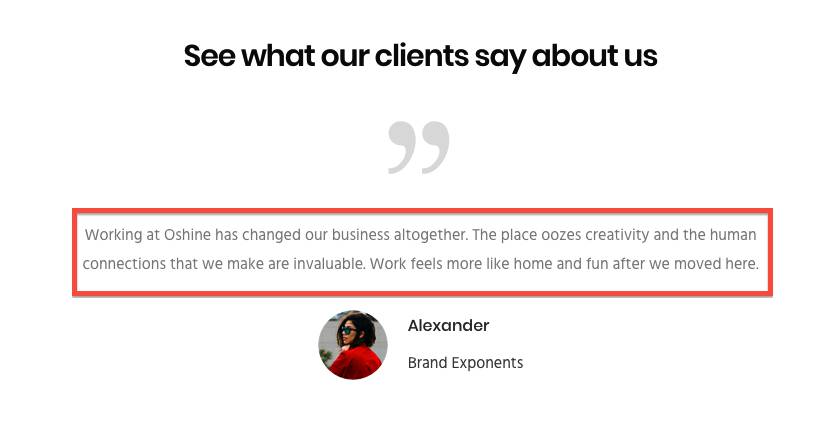 See what our clients say about us
”
Working at Oshine has changed our business altogether. The place oozes creativity and the human
connections that we make are invaluable. Work feels more like home and fun after we moved here.
Alexander
Brand Exponents